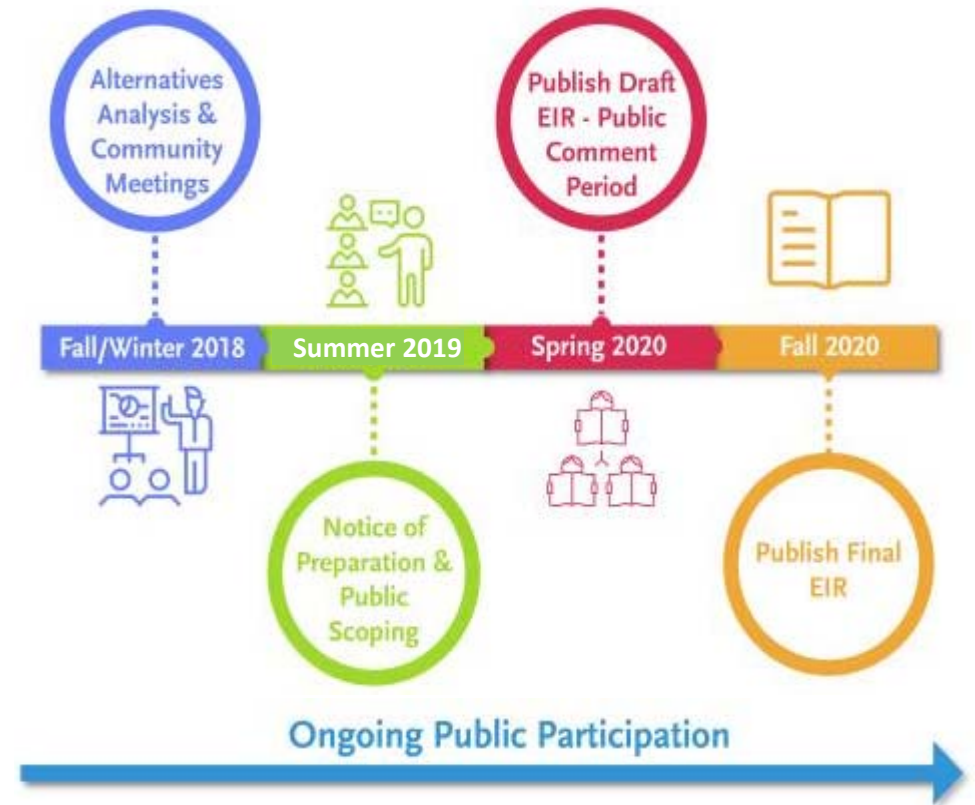 Alternatives
Analysis &
Community
Meetings
Publish Draft
EIR - Public
Comment
Period
Fall/Winter 2018
Summer 2019
Spring 2020
Fall 2020
Notice of
Preparation &
Public
Scoping
Publish Final
EIR
Ongoing Public Participation